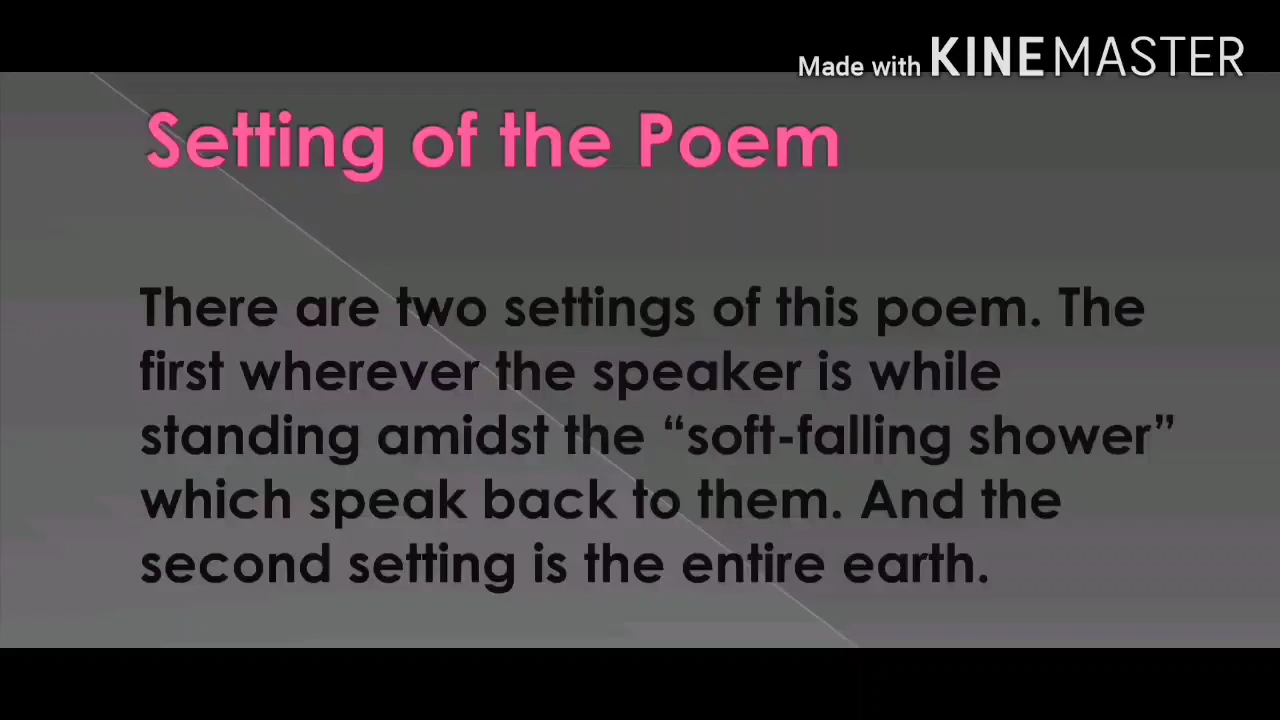 Made with KINEMASTER
Setting of the Poem
There are two settings of this poem. The
first wherever the speaker is while
standing amidst the “soft-falling shower”
which speak back to them. And the
second setting is the entire earth.